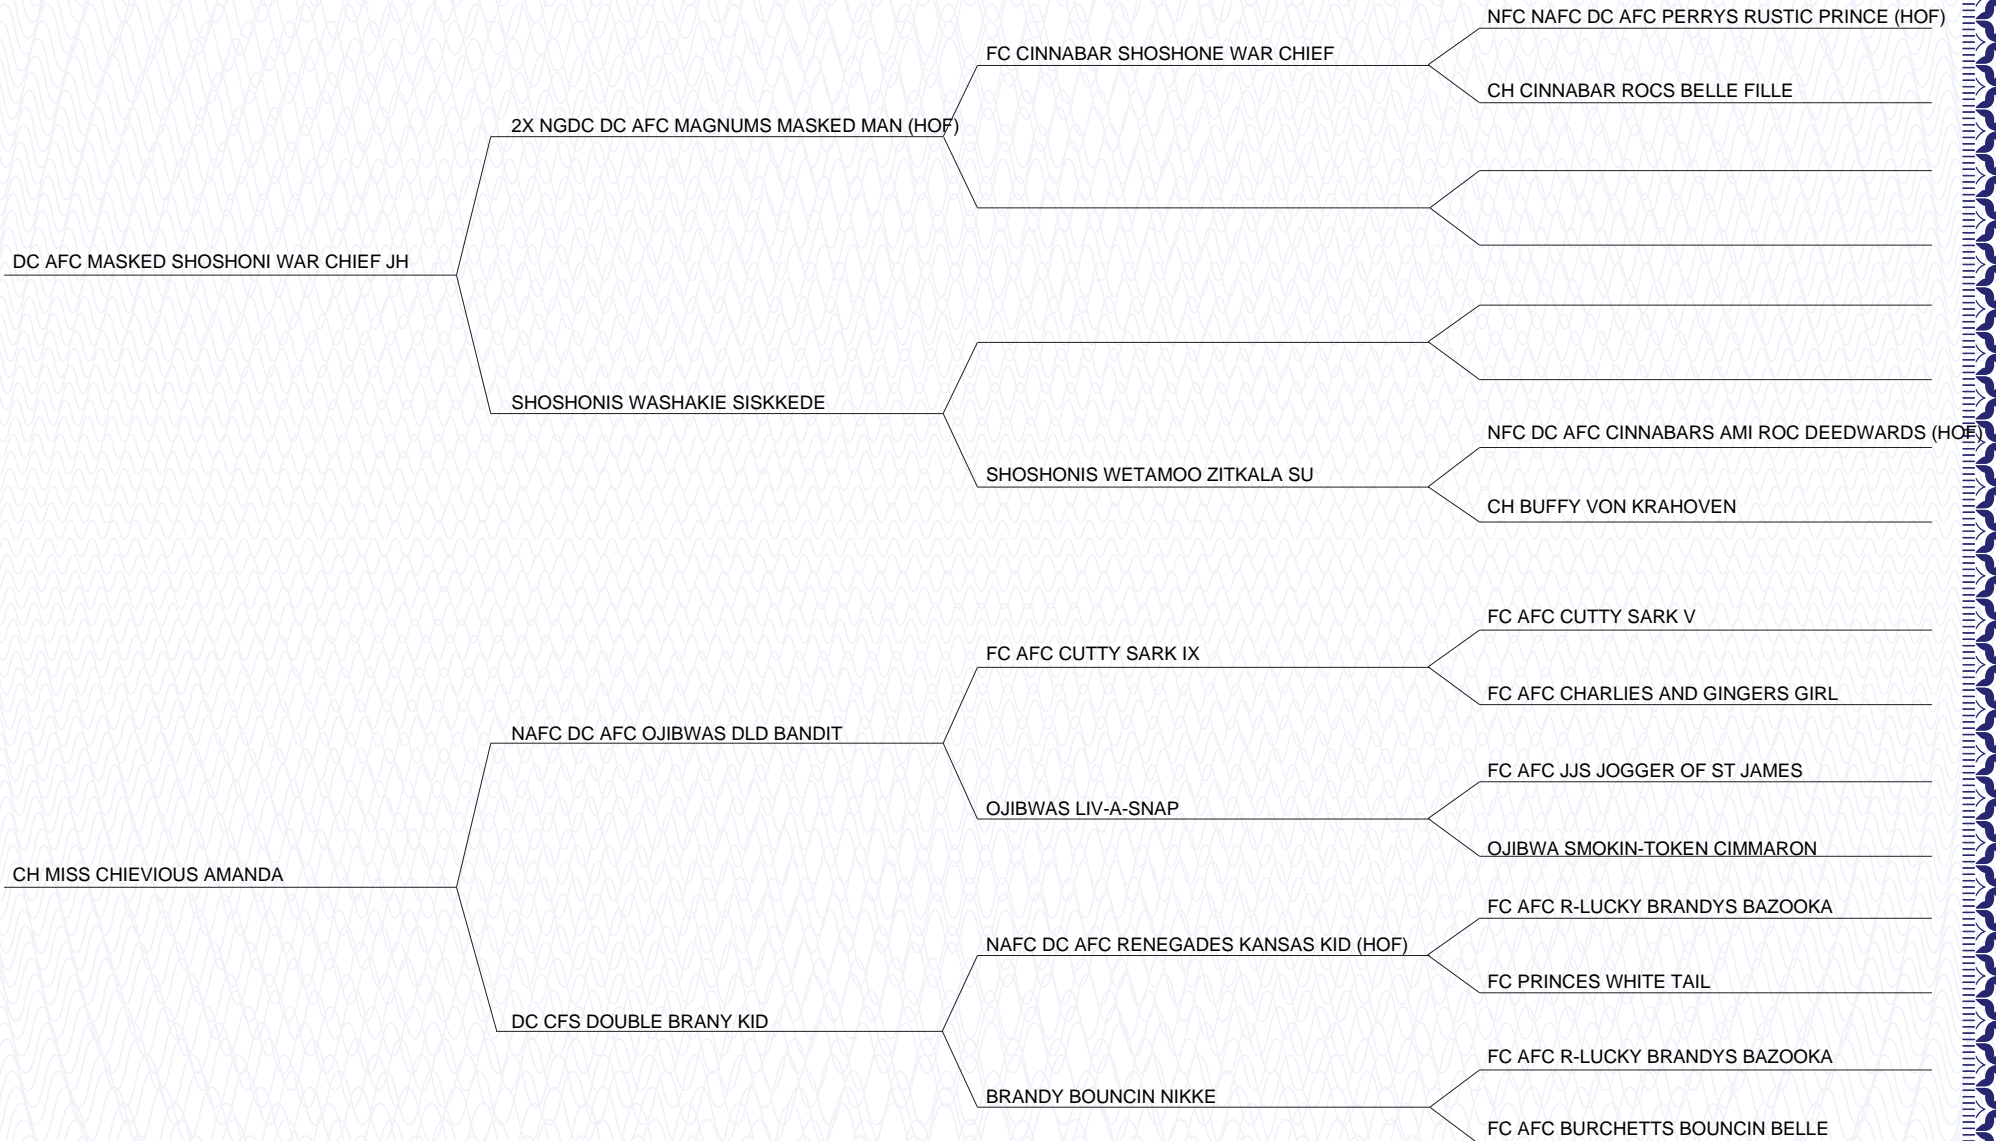 NFC NAFC DC AFC PERRYS RUSTIC PRINCE (HOF)
FC CINNABAR SHOSHONE WAR CHIEF
CH CINNABAR ROCS BELLE FILLE
2X NGDC DC AFC MAGNUMS MASKED MAN (HOF)
DC AFC MASKED SHOSHONI WAR CHIEF JH
SHOSHONIS WASHAKIE SISKKEDE
NFC DC AFC CINNABARS AMI ROC DEEDWARDS (HOF)
SHOSHONIS WETAMOO ZITKALA SU
CH BUFFY VON KRAHOVEN
FC AFC CUTTY SARK V
FC AFC CUTTY SARK IX
FC AFC CHARLIES AND GINGERS GIRL
NAFC DC AFC OJIBWAS DLD BANDIT
FC AFC JJS JOGGER OF ST JAMES
OJIBWAS LIV-A-SNAP
OJIBWA SMOKIN-TOKEN CIMMARON
CH MISS CHIEVIOUS AMANDA
FC AFC R-LUCKY BRANDYS BAZOOKA
NAFC DC AFC RENEGADES KANSAS KID (HOF)
FC PRINCES WHITE TAIL
DC CFS DOUBLE BRANY KID
FC AFC R-LUCKY BRANDYS BAZOOKA
BRANDY BOUNCIN NIKKE
FC AFC BURCHETTS BOUNCIN BELLE